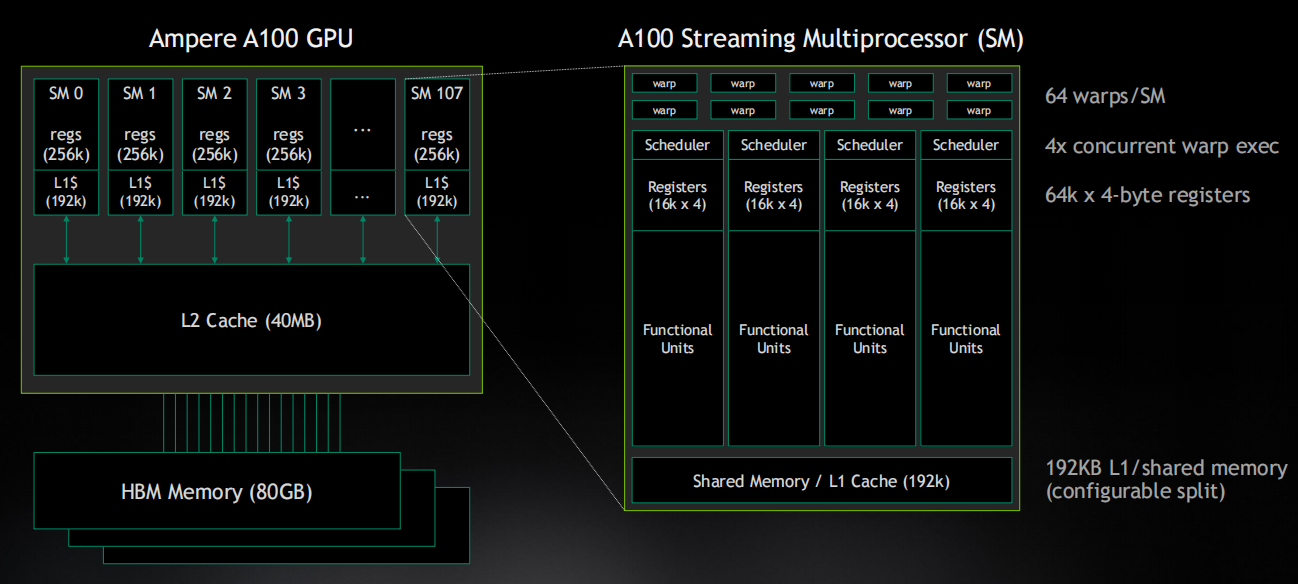 Ampere A100 GPU
SM 0
regs
(256k)
L1$
(192k)
SM 1
regs
(256k)
L1$
(192k)
SM 2
regs
(256k)
L1$
(192k)
SM 3
regs
(256k)
L1$
(192k)
...
...
SM 107
regs
(256k)
L1$
(192k)
L2 Cache (40MB)
HBM Memory (80GB)
A100 Streaming Multiprocessor (SM)
warp warp warp warp warp
warp warp warp warp warp
64 warps/SM
Scheduler Scheduler Scheduler Scheduler
4x concurrent warp exec
Registers
(16k x 4)
Registers
(16k x 4)
Registers
(16k x 4)
Registers
(16k x 4)
64k x 4-byte registers
Functional
Units
Functional
Units
Functional
Units
Functional
Units
Shared Memory / L1 Cache (192k)
192KB L1/shared memory
(configurable split)